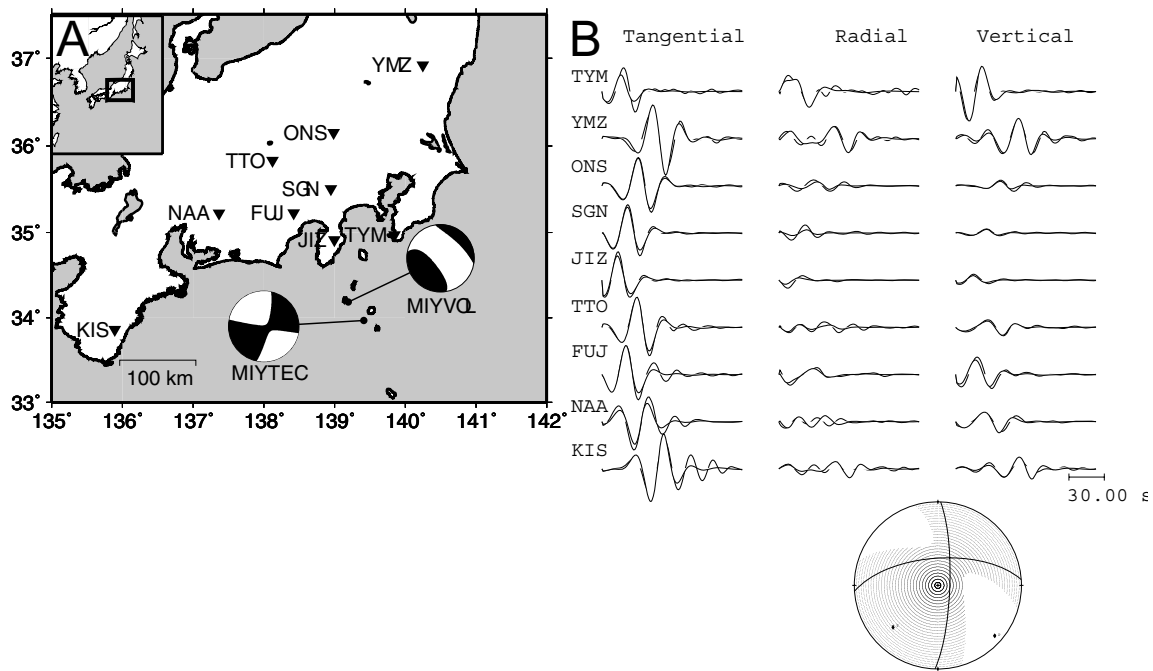 A
37°
36°
35°
34°
33°
135
136
137
138
139
140
141
142°
YMZ
ONS
TTO
SGN
NAA
FUJ
JIZ
TYM
MIYVOL
KIS
MIYTEC
100 km
B
Tangential Radial Vertical
TYM
YMZ
ONS
SGN
JIZ
TTO
FUJ
NAA
KIS
30.00 s